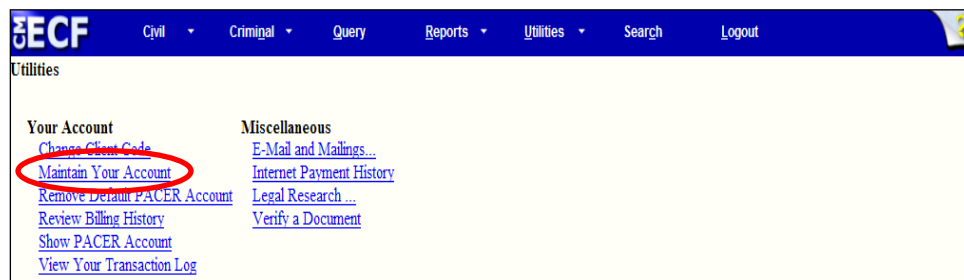 CM ECF Civil Criminal Query Reports Utilities Search Logout ?
Utilities
Your Account
Change Client Code
Maintain Your Account
Remove Default PACER Account
Review Billing History
Show PACER Account
View Your Transaction Log
Miscellaneous
E-Mail and Mailings...
Internet Payment History
Legal Research ...
Verify a Document